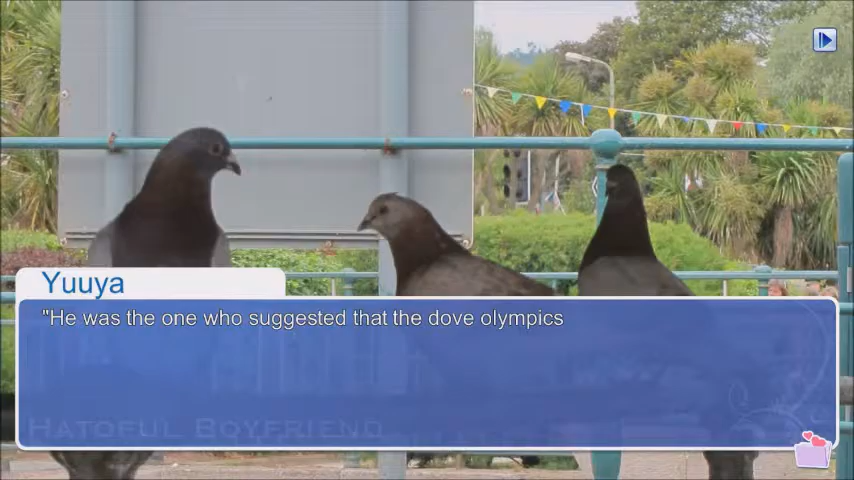 Yuuya
"He was the one who suggested that the dove olympics
HATOFUL BOYFRIEND